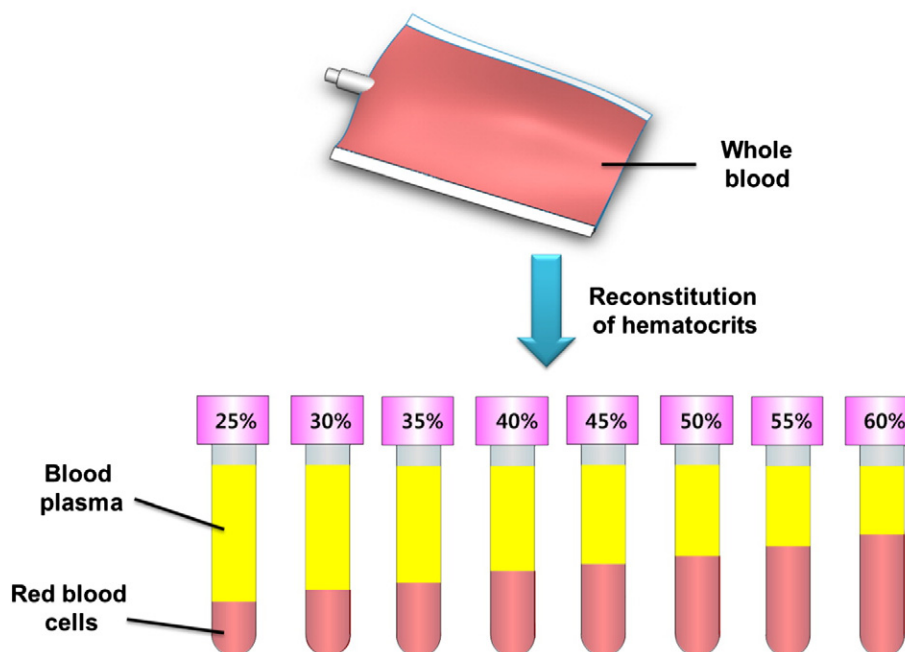 Whole
blood
Reconstitution
of hematocrits
25% 30% 35% 40% 45% 50% 55% 60%
Blood
plasma
Red blood
cells